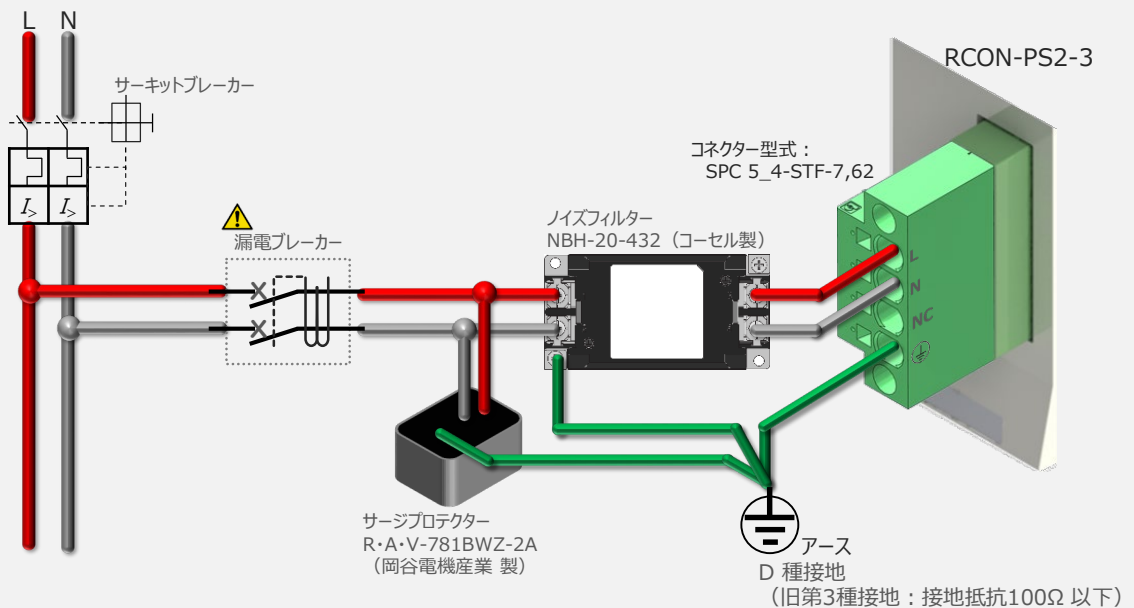 L N
サーキットブレーカー
RCON-PS2-3
コネクター型式：
SPC 5_4-STF-7,62
I> I>
漏電ブレーカー
ノイズフィルター
NBH-20-432（コーセル製）
L
N
NC
サージプロテクター
R・A・V-781BWZ-2A
（岡谷電機産業 製）
アース
D 種接地
（旧第3種接地：接地抵抗100Ω 以下）